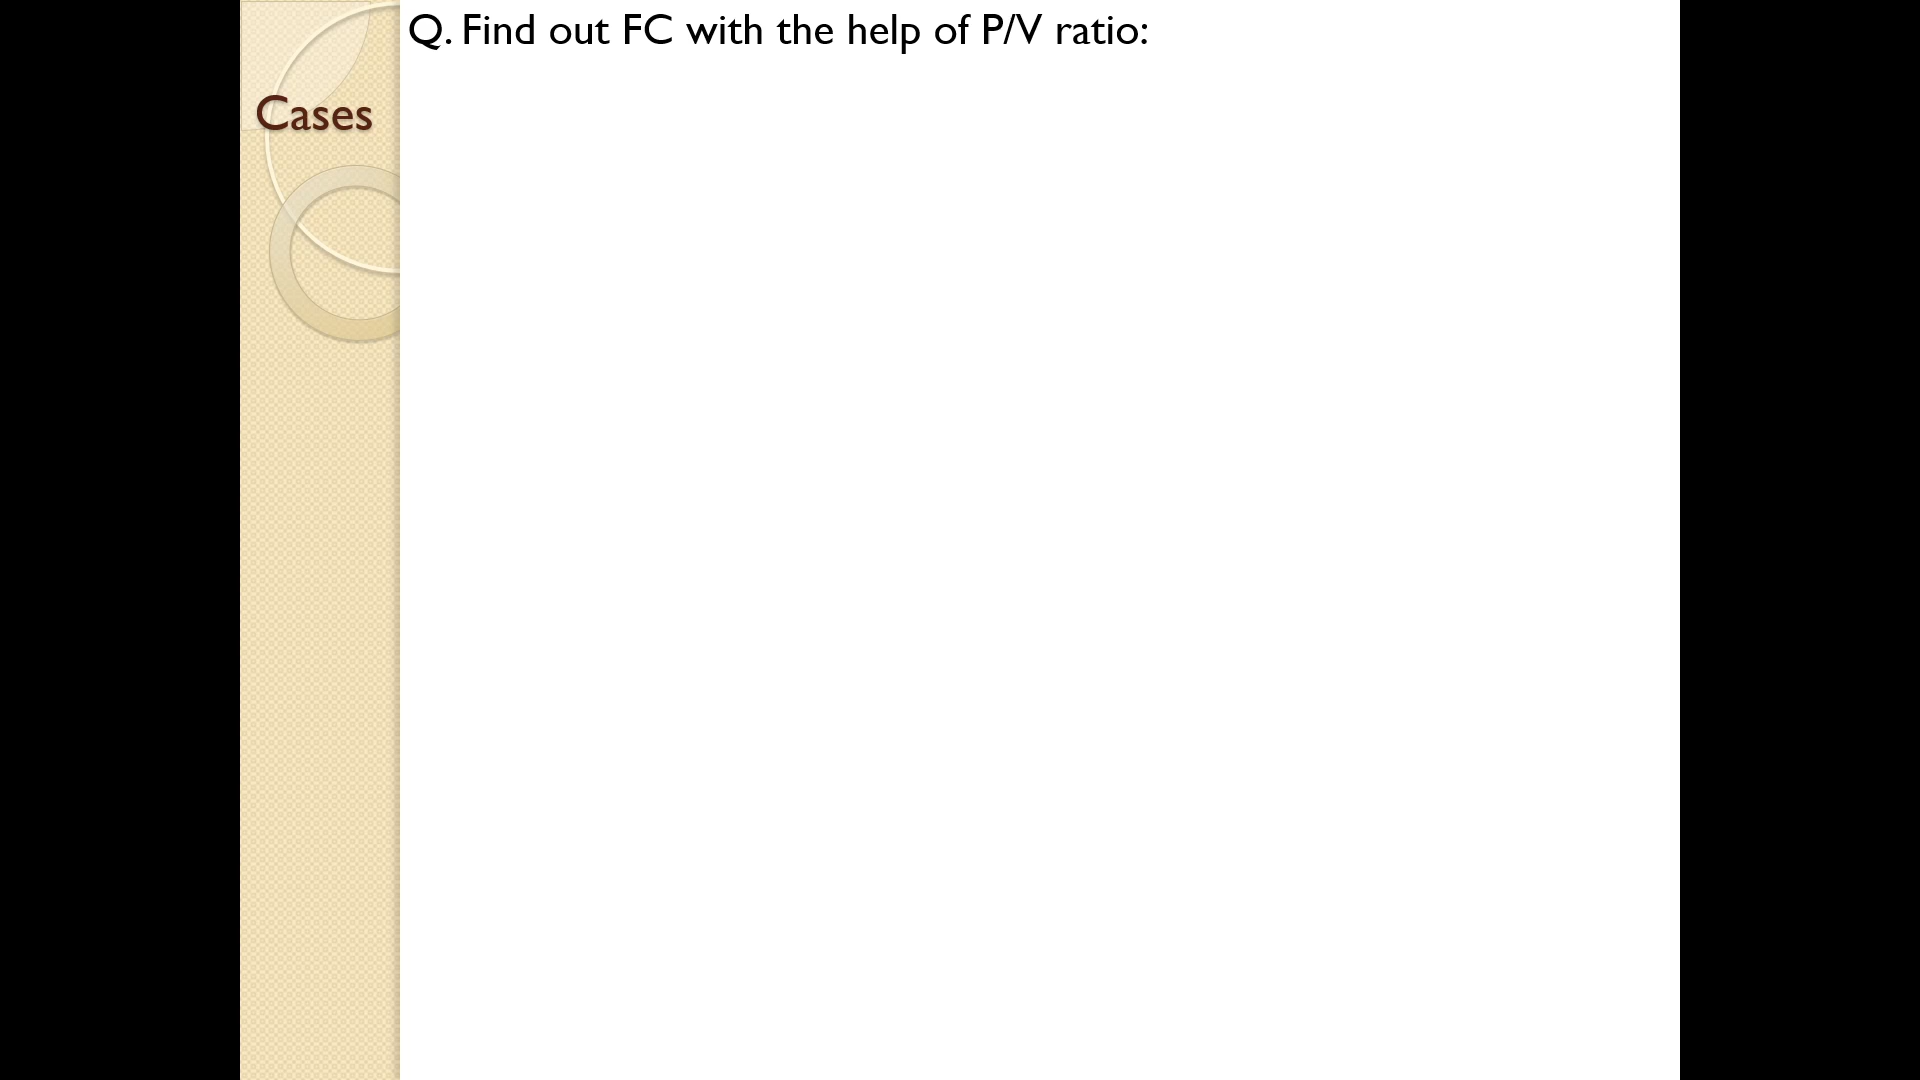 Q. Find out FC with the help of P/V ratio:
Cases